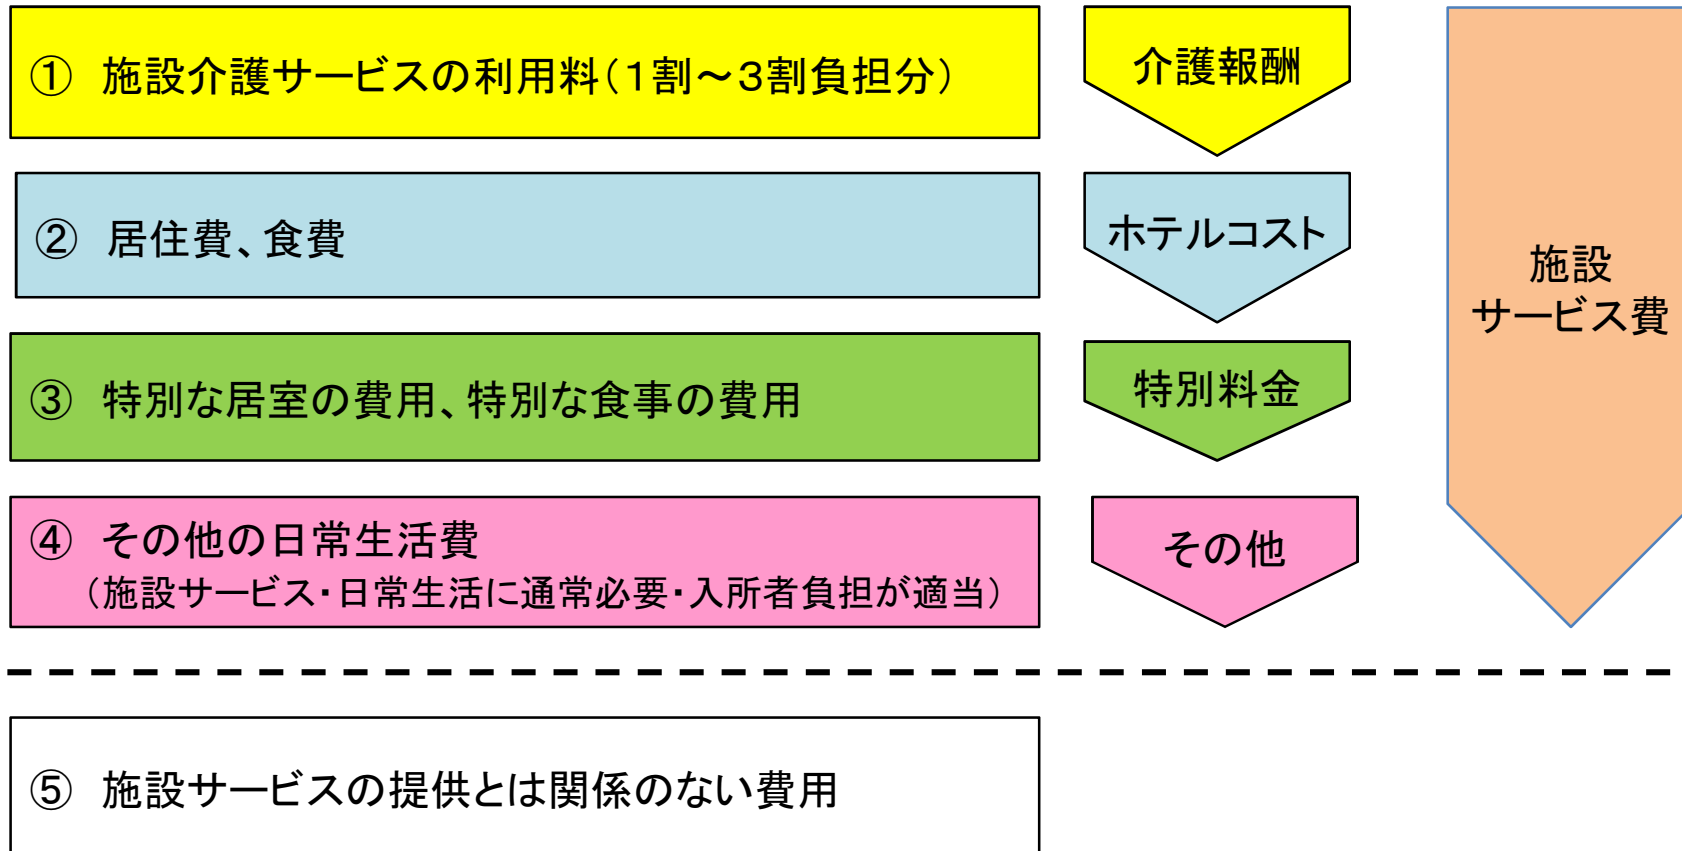 ① 施設介護サービスの利用料（１割～３割負担分）
介護報酬
② 居住費、食費
ホテルコスト
③ 特別な居室の費用、特別な食事の費用
特別料金
④ その他の日常生活費
（施設サービス・日常生活に通常必要・入所者負担が適当）
その他
施設
サービス費
⑤ 施設サービスの提供とは関係のない費用